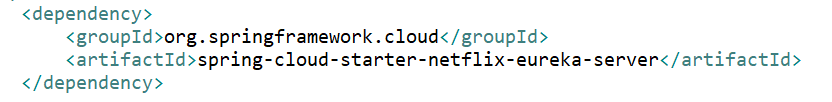 <dependency>
    <groupId>org.springframework.cloud</groupId>
    <artifactId>spring-cloud-starter-netflix-eureka-server</artifactId>
</dependency>